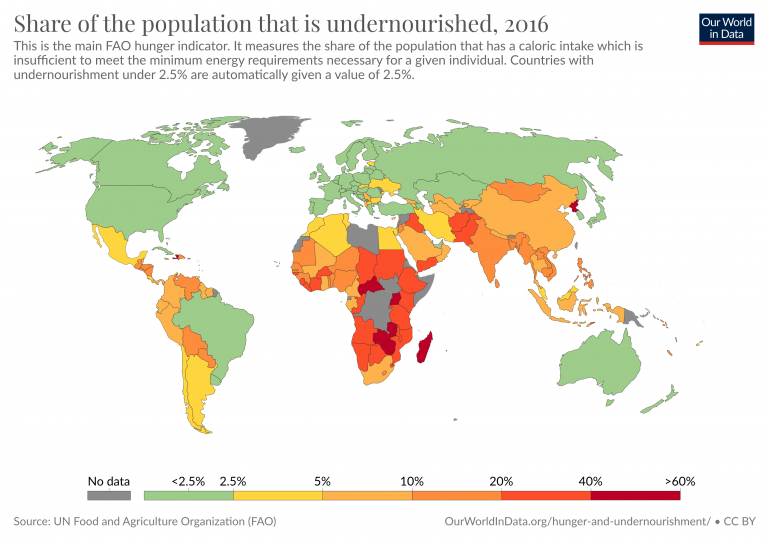 Share of the population that is undernourished, 2016
Our World
in Data
This is the main FAO hunger indicator. It measures the share of the population that has a caloric intake which is
insufficient to meet the minimum energy requirements necessary for a given individual. Countries with
undernourishment under 2.5% are automatically given a value of 2.5%.
No data <2.5% 2.5% 5% 10% 20% 40% >60%
Source: UN Food and Agriculture Organization (FAO) OurWorldInData.org/hunger-and-undernourishment/ • CC BY